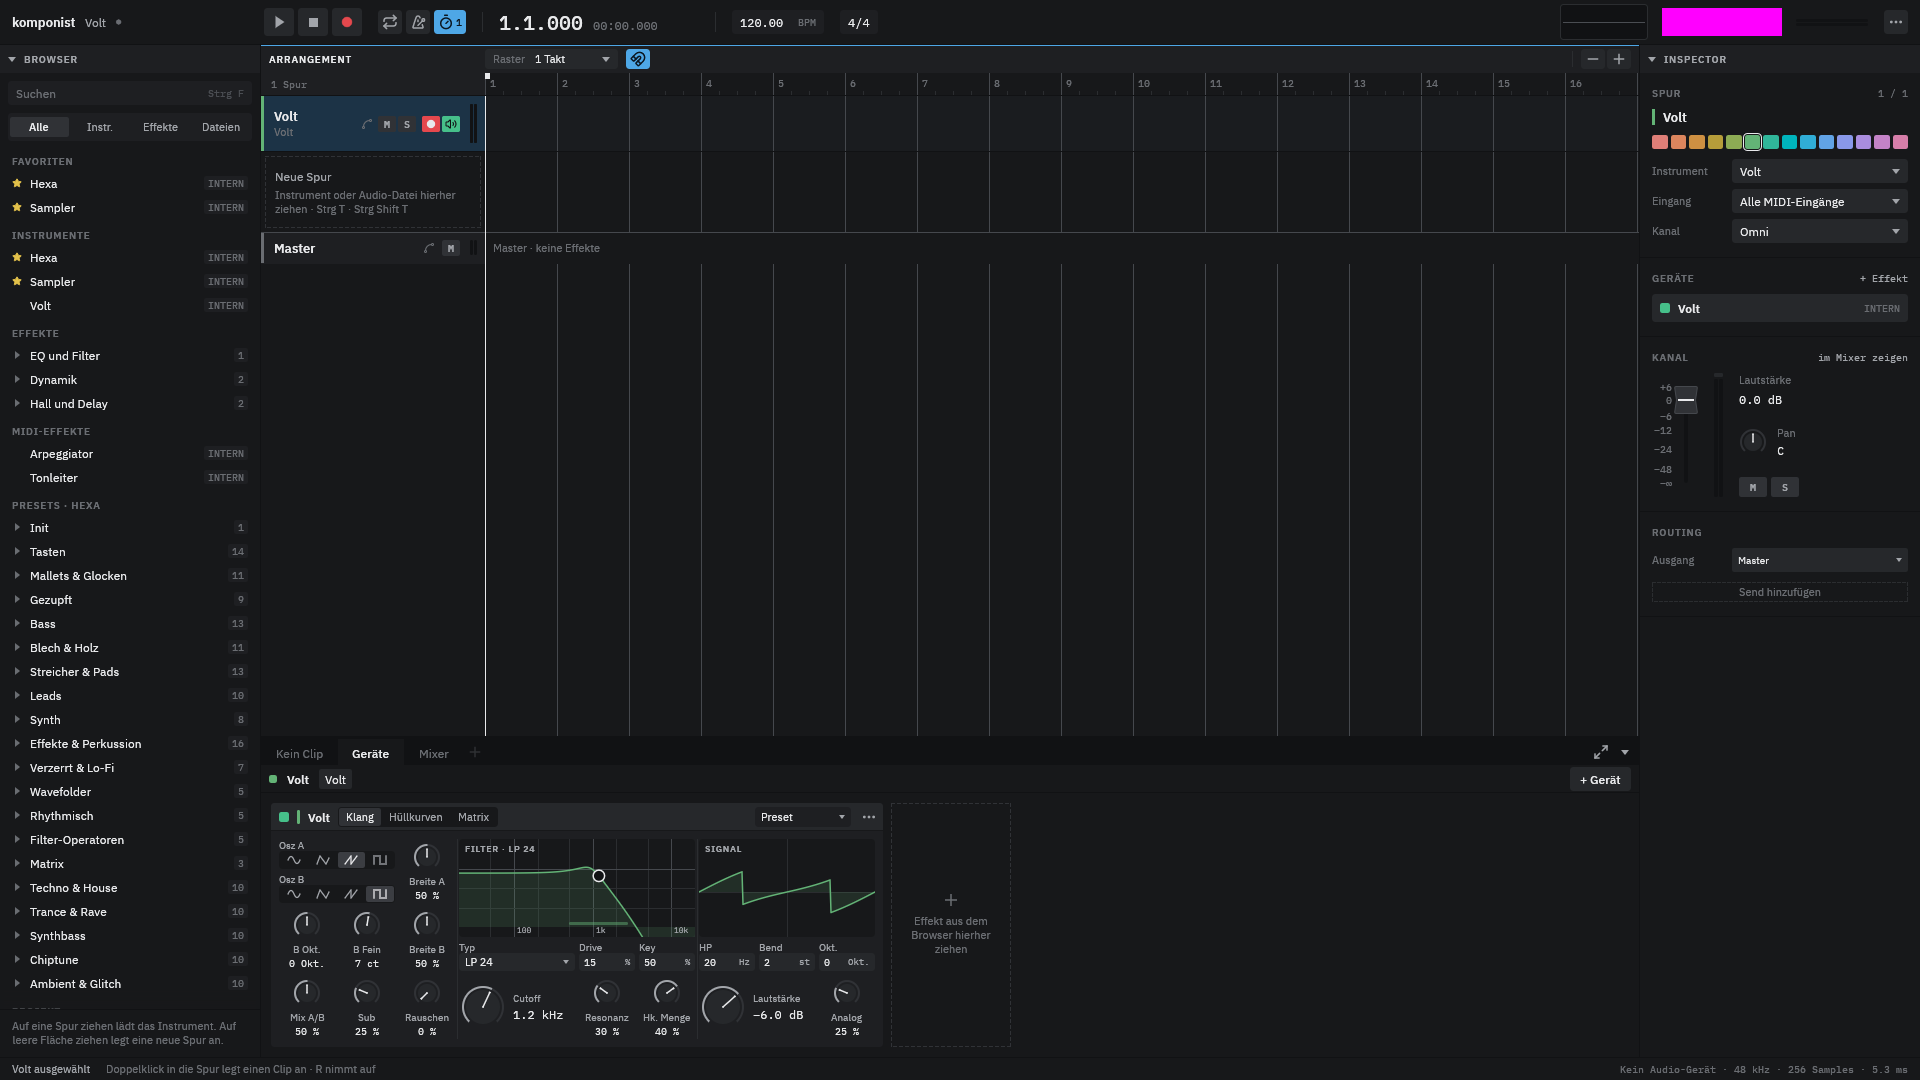 komponist Volt
1
1.1.000 00:00.000
120.00 BPM
4/4
BROWSER
Suchen Strg F
Alle Instr. Effekte Dateien
FAVORITEN
Hexa INTERN
Sampler INTERN
INSTRUMENTE
Hexa INTERN
Sampler INTERN
Volt INTERN
EFFEKTE
EQ und Filter 1
Dynamik 2
Hall und Delay 2
MIDI-EFFEKTE
Arpeggiator INTERN
Tonleiter INTERN
PRESETS · HEXA
Init 1
Tasten 14
Mallets & Glocken 11
Gezupft 9
Bass 13
Blech & Holz 11
Streicher & Pads 13
Leads 10
Synth 8
Effekte & Perkussion 16
Verzerrt & Lo-Fi 7
Wavefolder 5
Rhythmisch 5
Filter-Operatoren 5
Matrix 3
Techno & House 10
Trance & Rave 10
Synthbass 10
Chiptune 10
Ambient & Glitch 10
Auf eine Spur ziehen lädt das Instrument. Auf
leere Fläche ziehen legt eine neue Spur an.
ARRANGEMENT
Raster 1 Takt
1 Spur
1 2 3 4 5 6 7 8 9 10 11 12 13 14 15 16
Volt
Volt
M S
Neue Spur
Instrument oder Audio-Datei hierher
ziehen · Strg T · Strg Shift T
Master M
Master · keine Effekte
Kein Clip Geräte Mixer
Volt Volt
+ Gerät
Volt Klang Hüllkurven Matrix Preset
Osz A
Osz B
Breite A
50 %
B Okt.
0 Okt.
B Fein
7 ct
Breite B
50 %
Mix A/B
50 %
Sub
25 %
Rauschen
0 %
FILTER · LP 24
100 1k 10k
Typ Drive Key
LP 24 15 % 50 %
Cutoff
1.2 kHz
Resonanz
30 %
Hk. Menge
40 %
SIGNAL
HP Bend Okt.
20 Hz 2 st 0 Okt.
Lautstärke
−6.0 dB
Analog
25 %
Effekt aus dem
Browser hierher
ziehen
INSPECTOR
SPUR 1 / 1
Volt
Instrument Volt
Eingang Alle MIDI-Eingänge
Kanal Omni
GERÄTE + Effekt
Volt INTERN
KANAL im Mixer zeigen
+6
0
−6
−12
−24
−48
−∞
Lautstärke
0.0 dB
Pan
C
M S
ROUTING
Ausgang Master
Send hinzufügen
Volt ausgewählt Doppelklick in die Spur legt einen Clip an · R nimmt auf
Kein Audio-Gerät · 48 kHz · 256 Samples · 5.3 ms